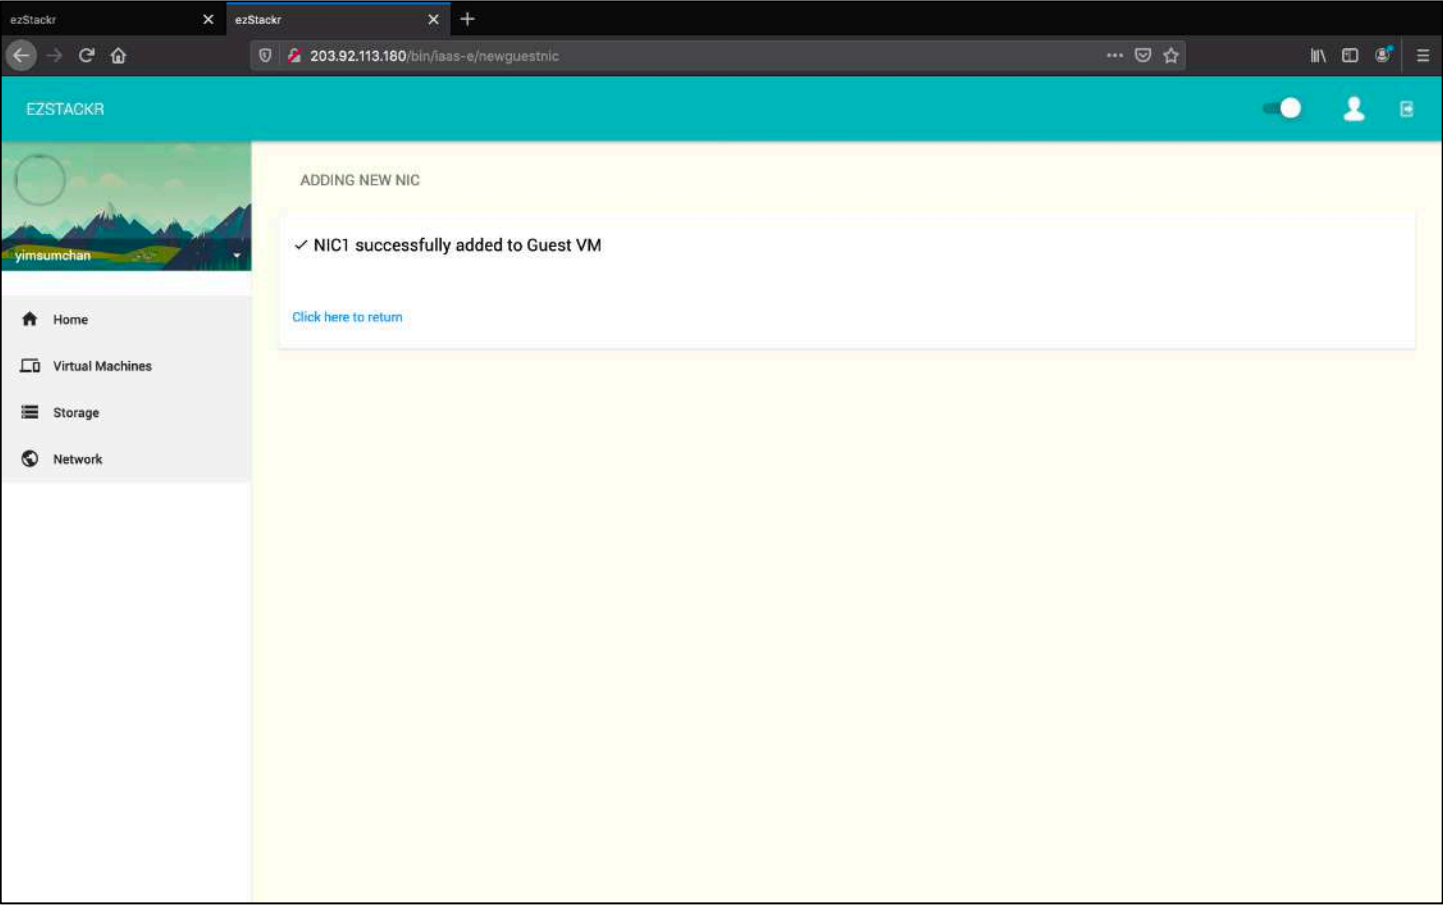 ezStackr
ezStackr
203.92.113.180/bin/iaas-e/newguestnic
EZSTACKR
yimsumchan
Home
Virtual Machines
Storage
Network
ADDING NEW NIC
NIC1 successfully added to Guest VM
Click here to return